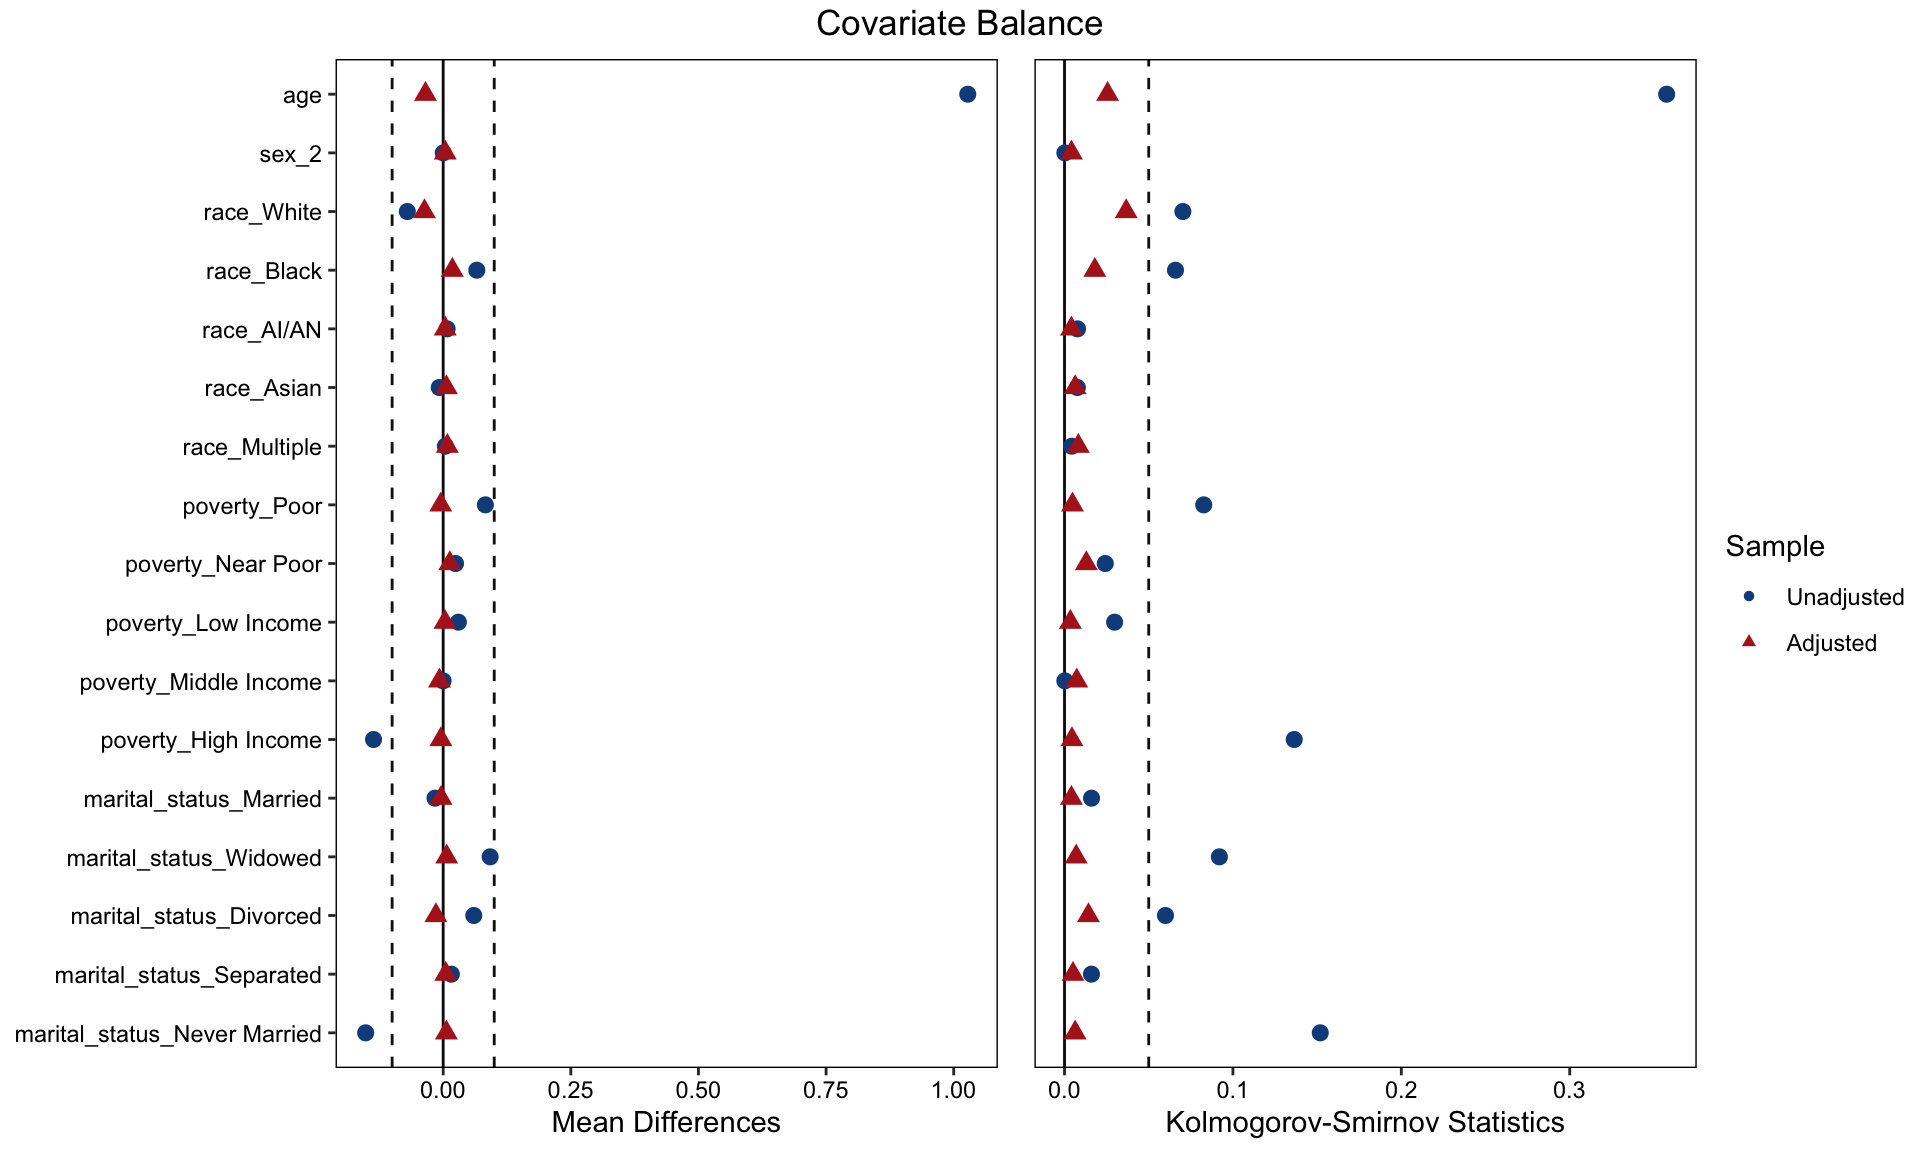 Covariate Balance
age
sex_2
race_White
race_Black
race_AI/AN
race_Asian
race_Multiple
poverty_Poor
poverty_Near Poor
poverty_Low Income
poverty_Middle Income
poverty_High Income
marital_status_Married
marital_status_Widowed
marital_status_Divorced
marital_status_Separated
marital_status_Never Married
0.00 0.25 0.50 0.75 1.00
Mean Differences
0.0 0.1 0.2 0.3
Kolmogorov-Smirnov Statistics
Sample
Unadjusted
Adjusted